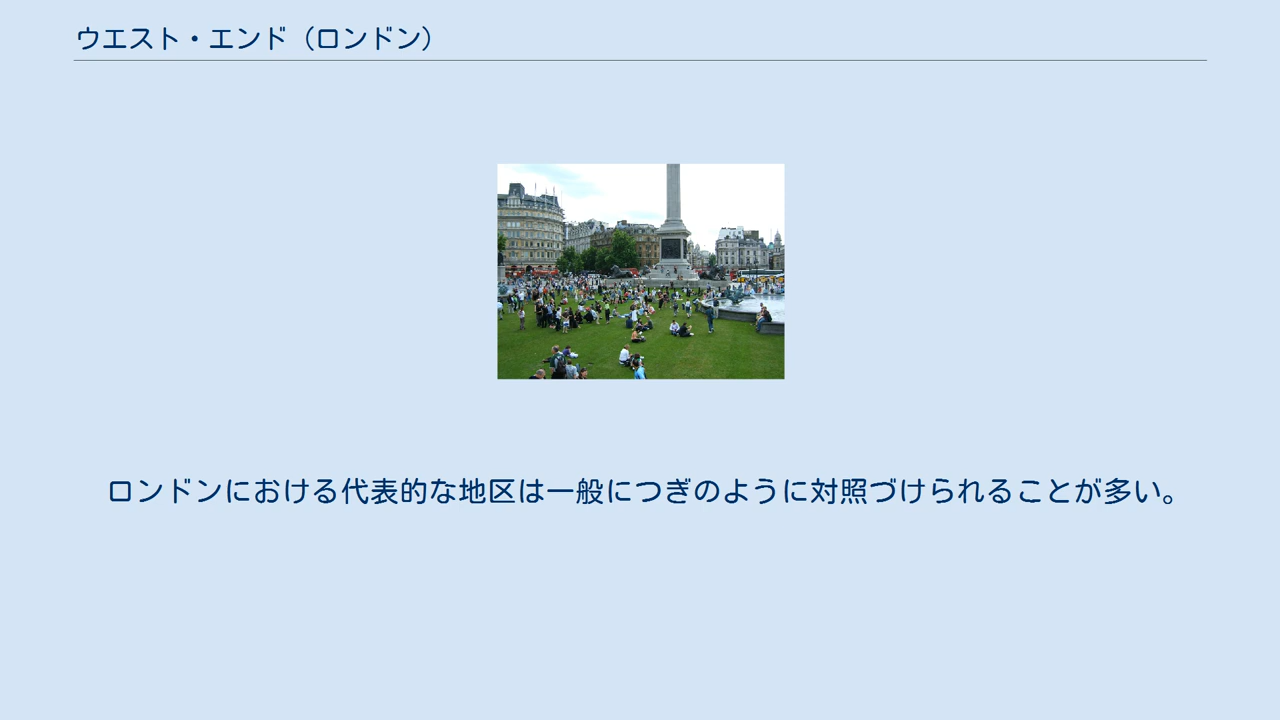 ウエスト・エンド（ロンドン）
ロンドンにおける代表的な地区は一般につぎのように対照づけられることが多い。